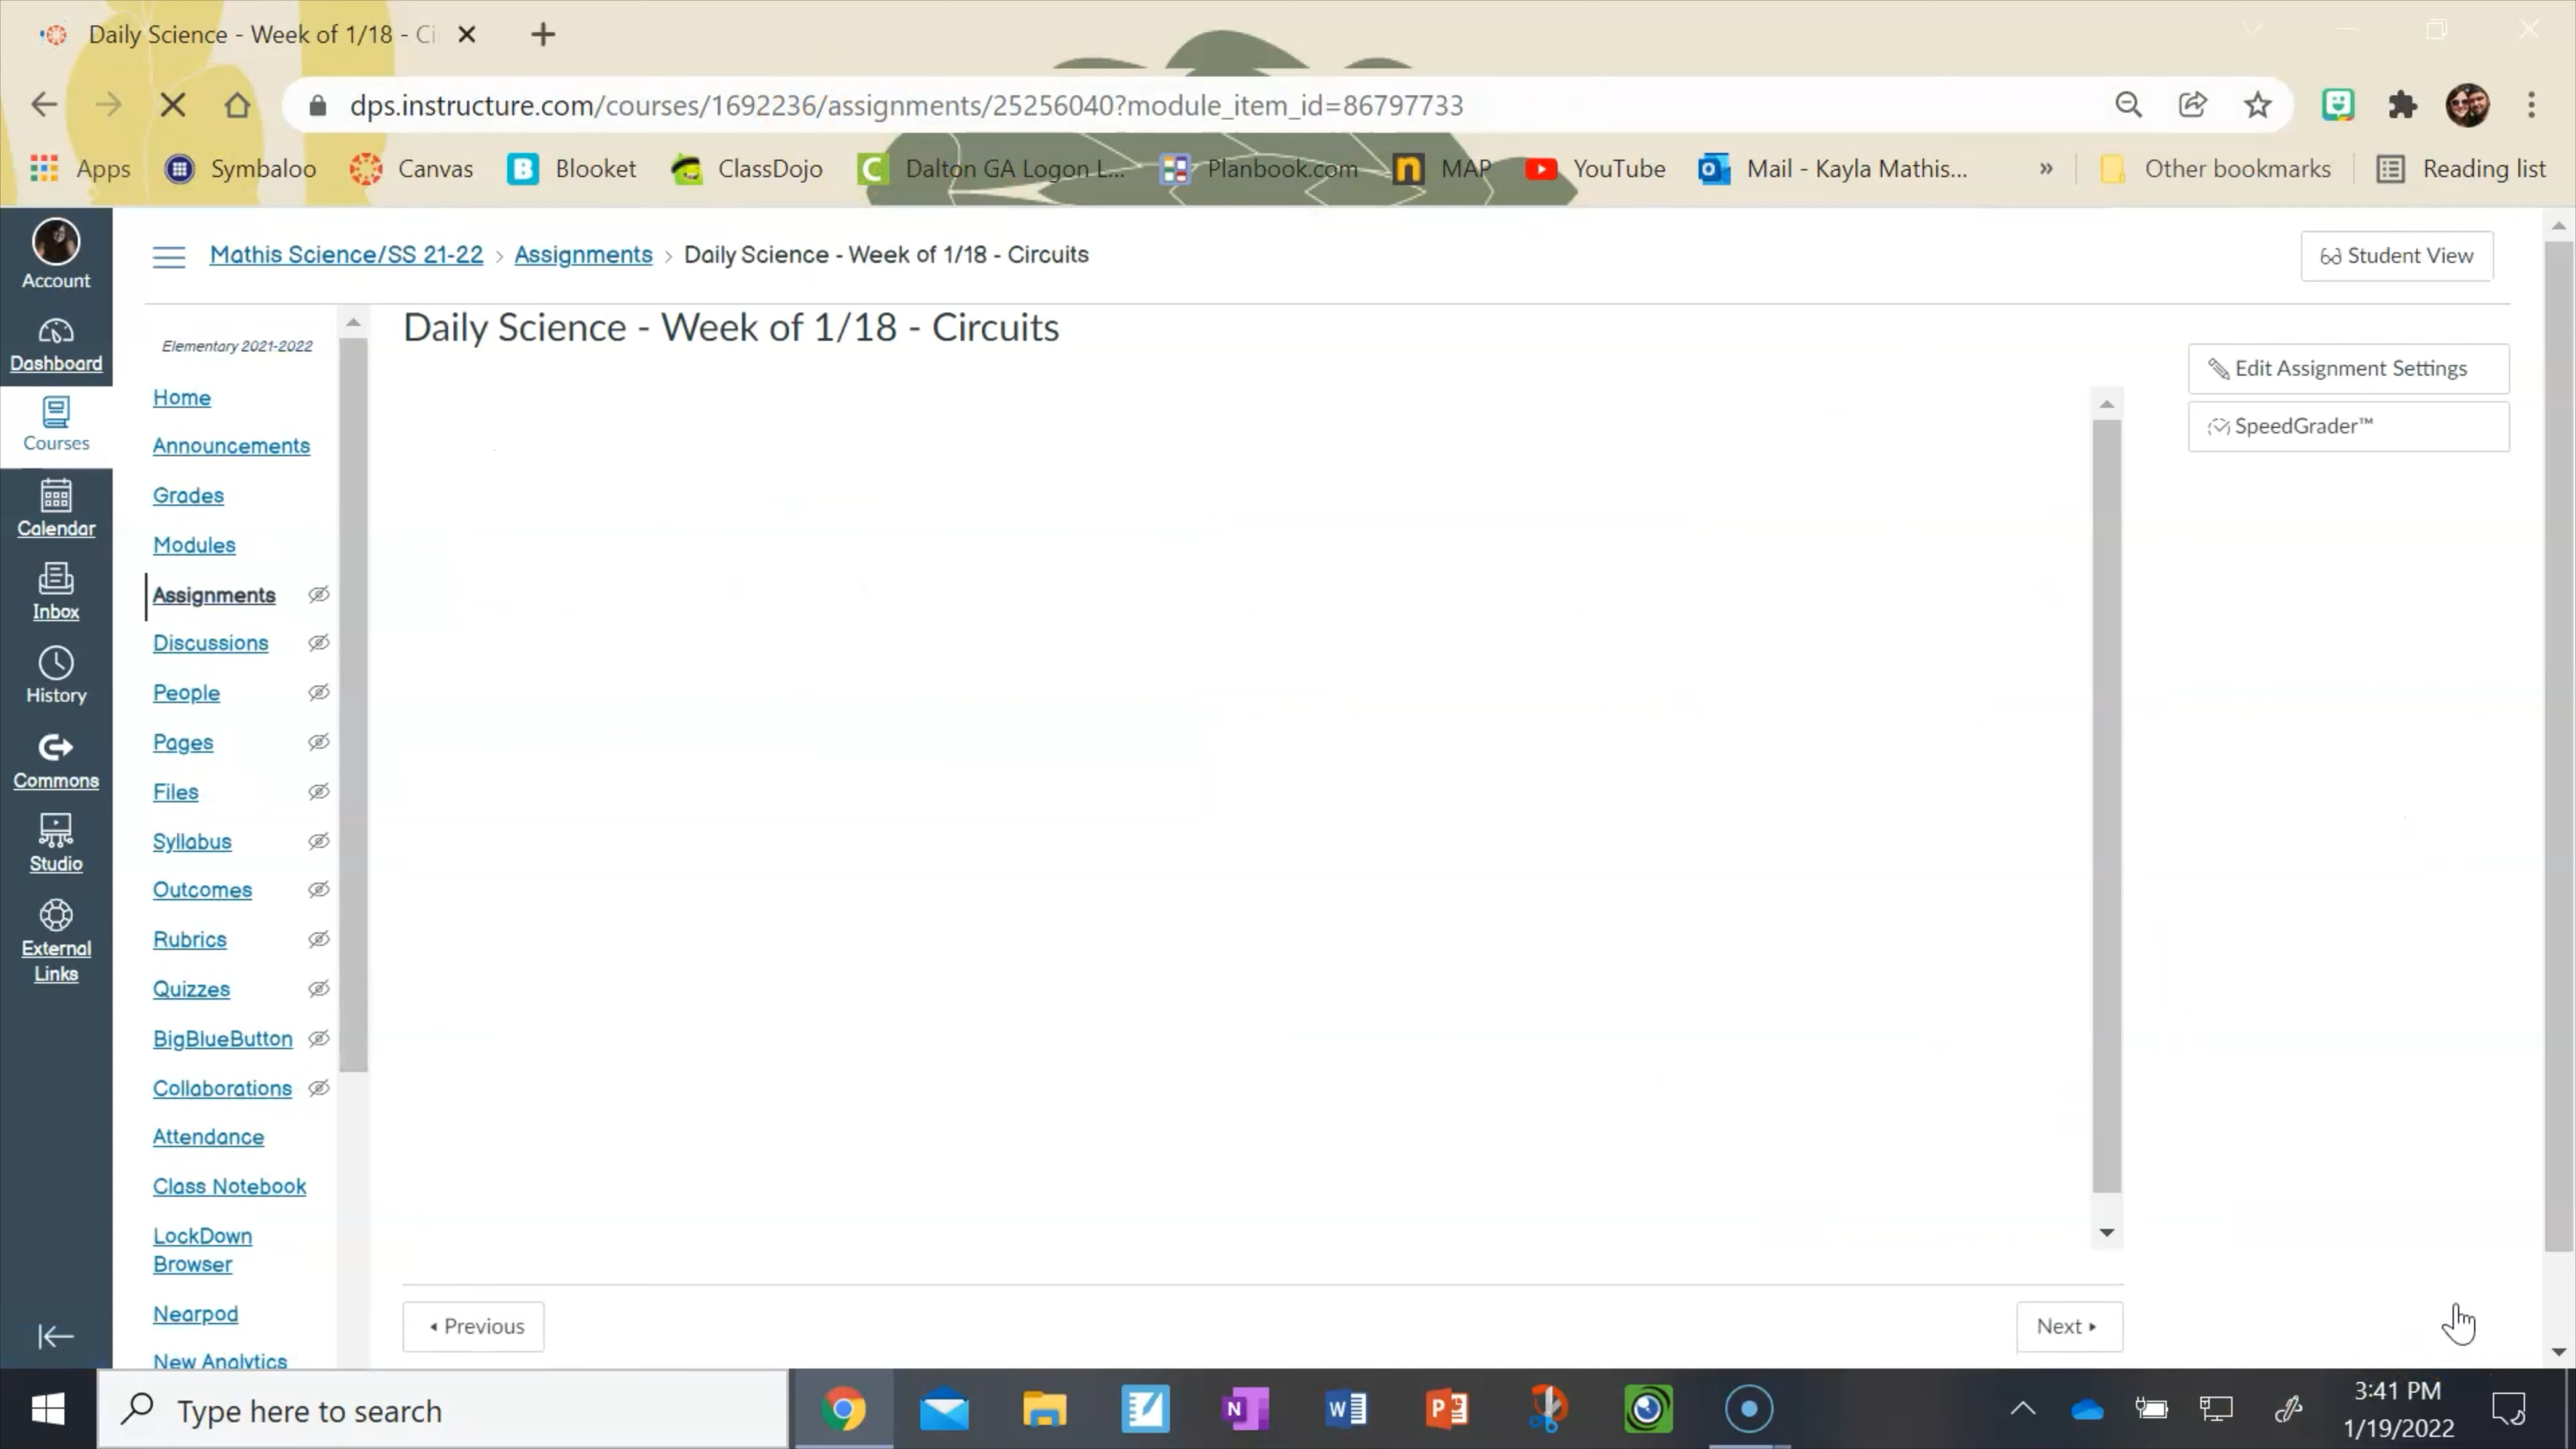 Daily Science - Week of 1/18 - Ci
dps.instructure.com/courses/1692236/assignments/25256040?module_item_id=86797733
Apps Symbaloo Canvas Blooket ClassDojo Dalton GA Logon L... Planbook.com MAP YouTube Mail - Kayla Mathis... » Other bookmarks Reading list
Mathis Science/SS 21-22 › Assignments › Daily Science - Week of 1/18 - Circuits
Student View
Account
Dashboard
Courses
Calendar
Inbox
History
Commons
Studio
External
Links
Elementary 2021-2022
Home
Announcements
Grades
Modules
Assignments
Discussions
People
Pages
Files
Syllabus
Outcomes
Rubrics
Quizzes
BigBlueButton
Collaborations
Attendance
Class Notebook
LockDown
Browser
Nearpod
New Analytics
Daily Science - Week of 1/18 - Circuits
Edit Assignment Settings
SpeedGrader™
Previous
Next
Type here to search
3:41 PM
1/19/2022